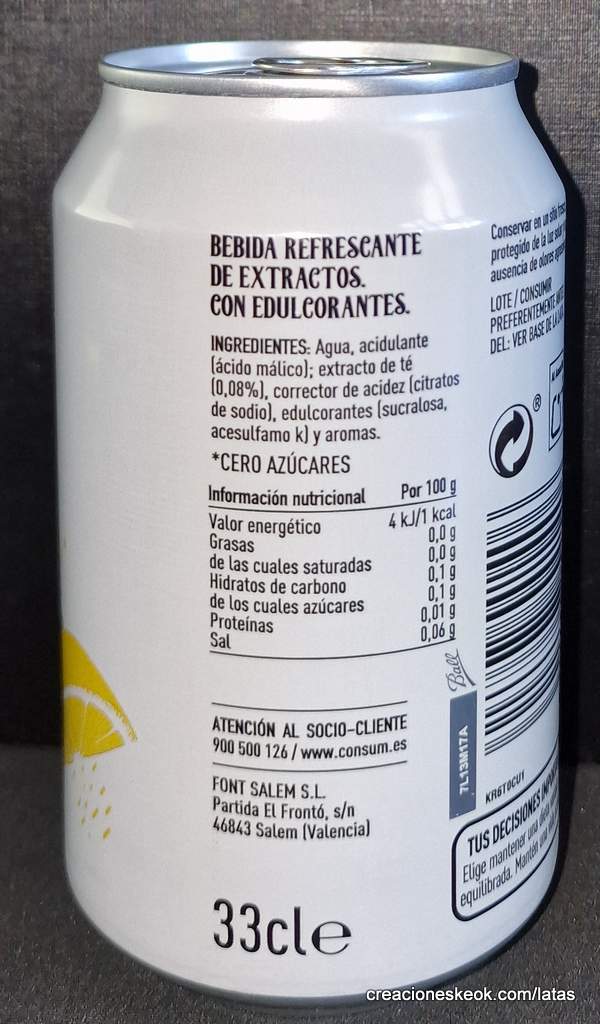 BEBIDA REFRESCANTE
DE EXTRACTOS.
CON EDULCORANTES.
INGREDIENTES: Agua, acidulante
(ácido málico); extracto de té
(0,08%), corrector de acidez (citratos
de sodio), edulcorantes (sucralosa,
acesulfamo k) y aromas.
*CERO AZÚCARES
Información nutricional Por 100 g
Valor energético 4 kJ/1 kcal
Grasas 0,0 g
de las cuales saturadas 0,0 g
Hidratos de carbono 0,1 g
de los cuales azúcares 0,1 g
Proteínas 0,01 g
Sal 0,06 g
ATENCIÓN AL SOCIO-CLIENTE
900 500 126 / www.consum.es
FONT SALEM S.L.
Partida El Frontó, s/n
46843 Salem (Valencia)
33cl e
Ball
7L13M17A
Conservar en un sitio
protegido de la luz
ausencia de olores
LOTE / CONSUMIR
PREFERENTEMENTE
DEL: VER BASE DE LA
®
KR6T0CU1
TUS DECISIONES
Elige mantener una
equilibrada. Mantén una
creacioneskeok.com/latas